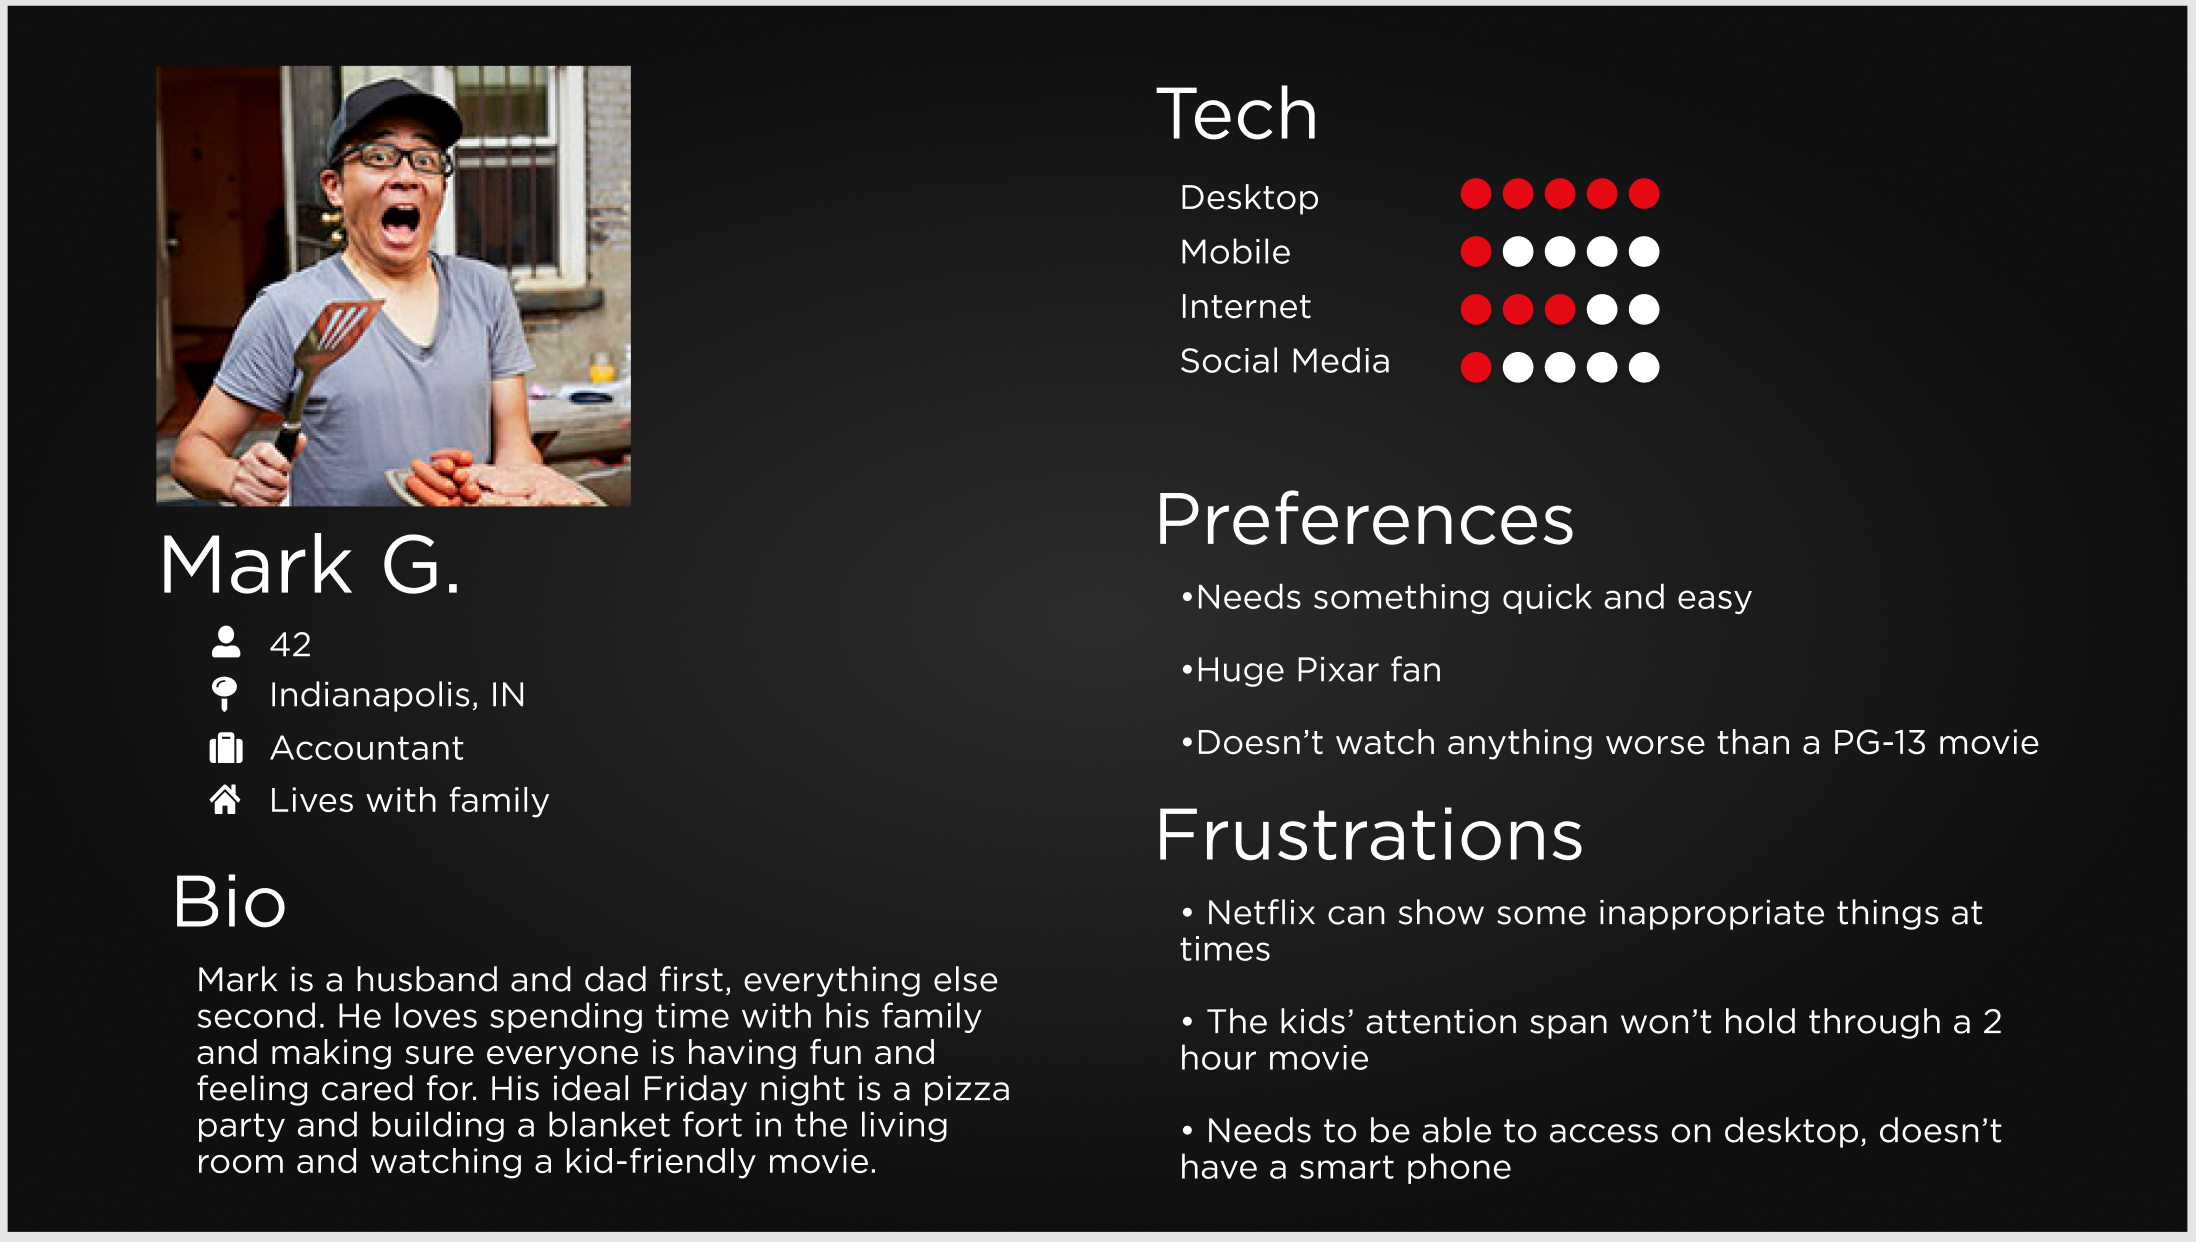 Mark G.
42
Indianapolis, IN
Accountant
Lives with family
Bio
Mark is a husband and dad first, everything else
second. He loves spending time with his family
and making sure everyone is having fun and
feeling cared for. His ideal Friday night is a pizza
party and building a blanket fort in the living
room and watching a kid-friendly movie.
Tech
Desktop
Mobile
Internet
Social Media
Preferences
•Needs something quick and easy
•Huge Pixar fan
•Doesn’t watch anything worse than a PG-13 movie
Frustrations
• Netflix can show some inappropriate things at
times
• The kids’ attention span won’t hold through a 2
hour movie
• Needs to be able to access on desktop, doesn’t
have a smart phone